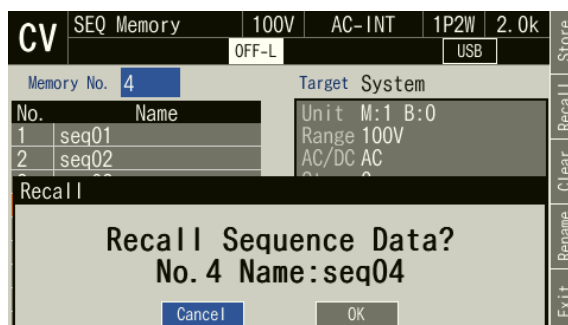 CV SEQ Memory 100V AC-INT 1P2W 2.0k
OFF-L USB
Memory No. 4 Target System
No. Name
1 seq01
2 seq02
Unit M:1 B:0
Range 100V
AC/DC AC
Recall
Recall Sequence Data?
No.4 Name:seq04
Cancel OK
Store
Recall
Clear
Rename
Exit